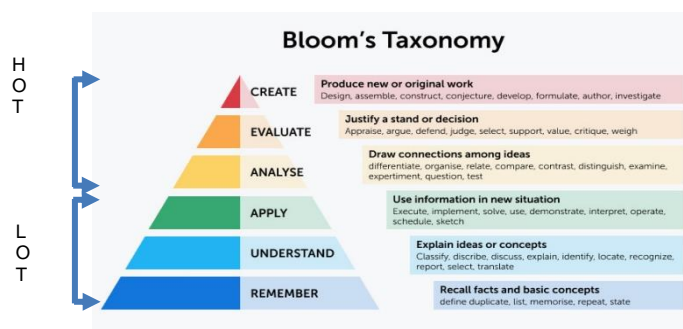 Bloom's Taxonomy
H
O
T
CREATE
Produce new or original work
Design, assemble, construct, conjecture, develop, formulate, author, investigate
EVALUATE
Justify a stand or decision
Appraise, argue, defend, judge, select, support, value, critique, weigh
ANALYSE
Draw connections among ideas
differentiate, organise, relate, compare, contrast, distinguish, examine,
expertiment, question, test
L
O
T
APPLY
Use information in new situation
Execute, implement, solve, use, demonstrate, interpret, operate,
schedule, sketch
UNDERSTAND
Explain ideas or concepts
Classify, discribe, discuss, explain, identify, locate, recognize,
report, select, translate
REMEMBER
Recall facts and basic concepts
define duplicate, list, memorise, repeat, state